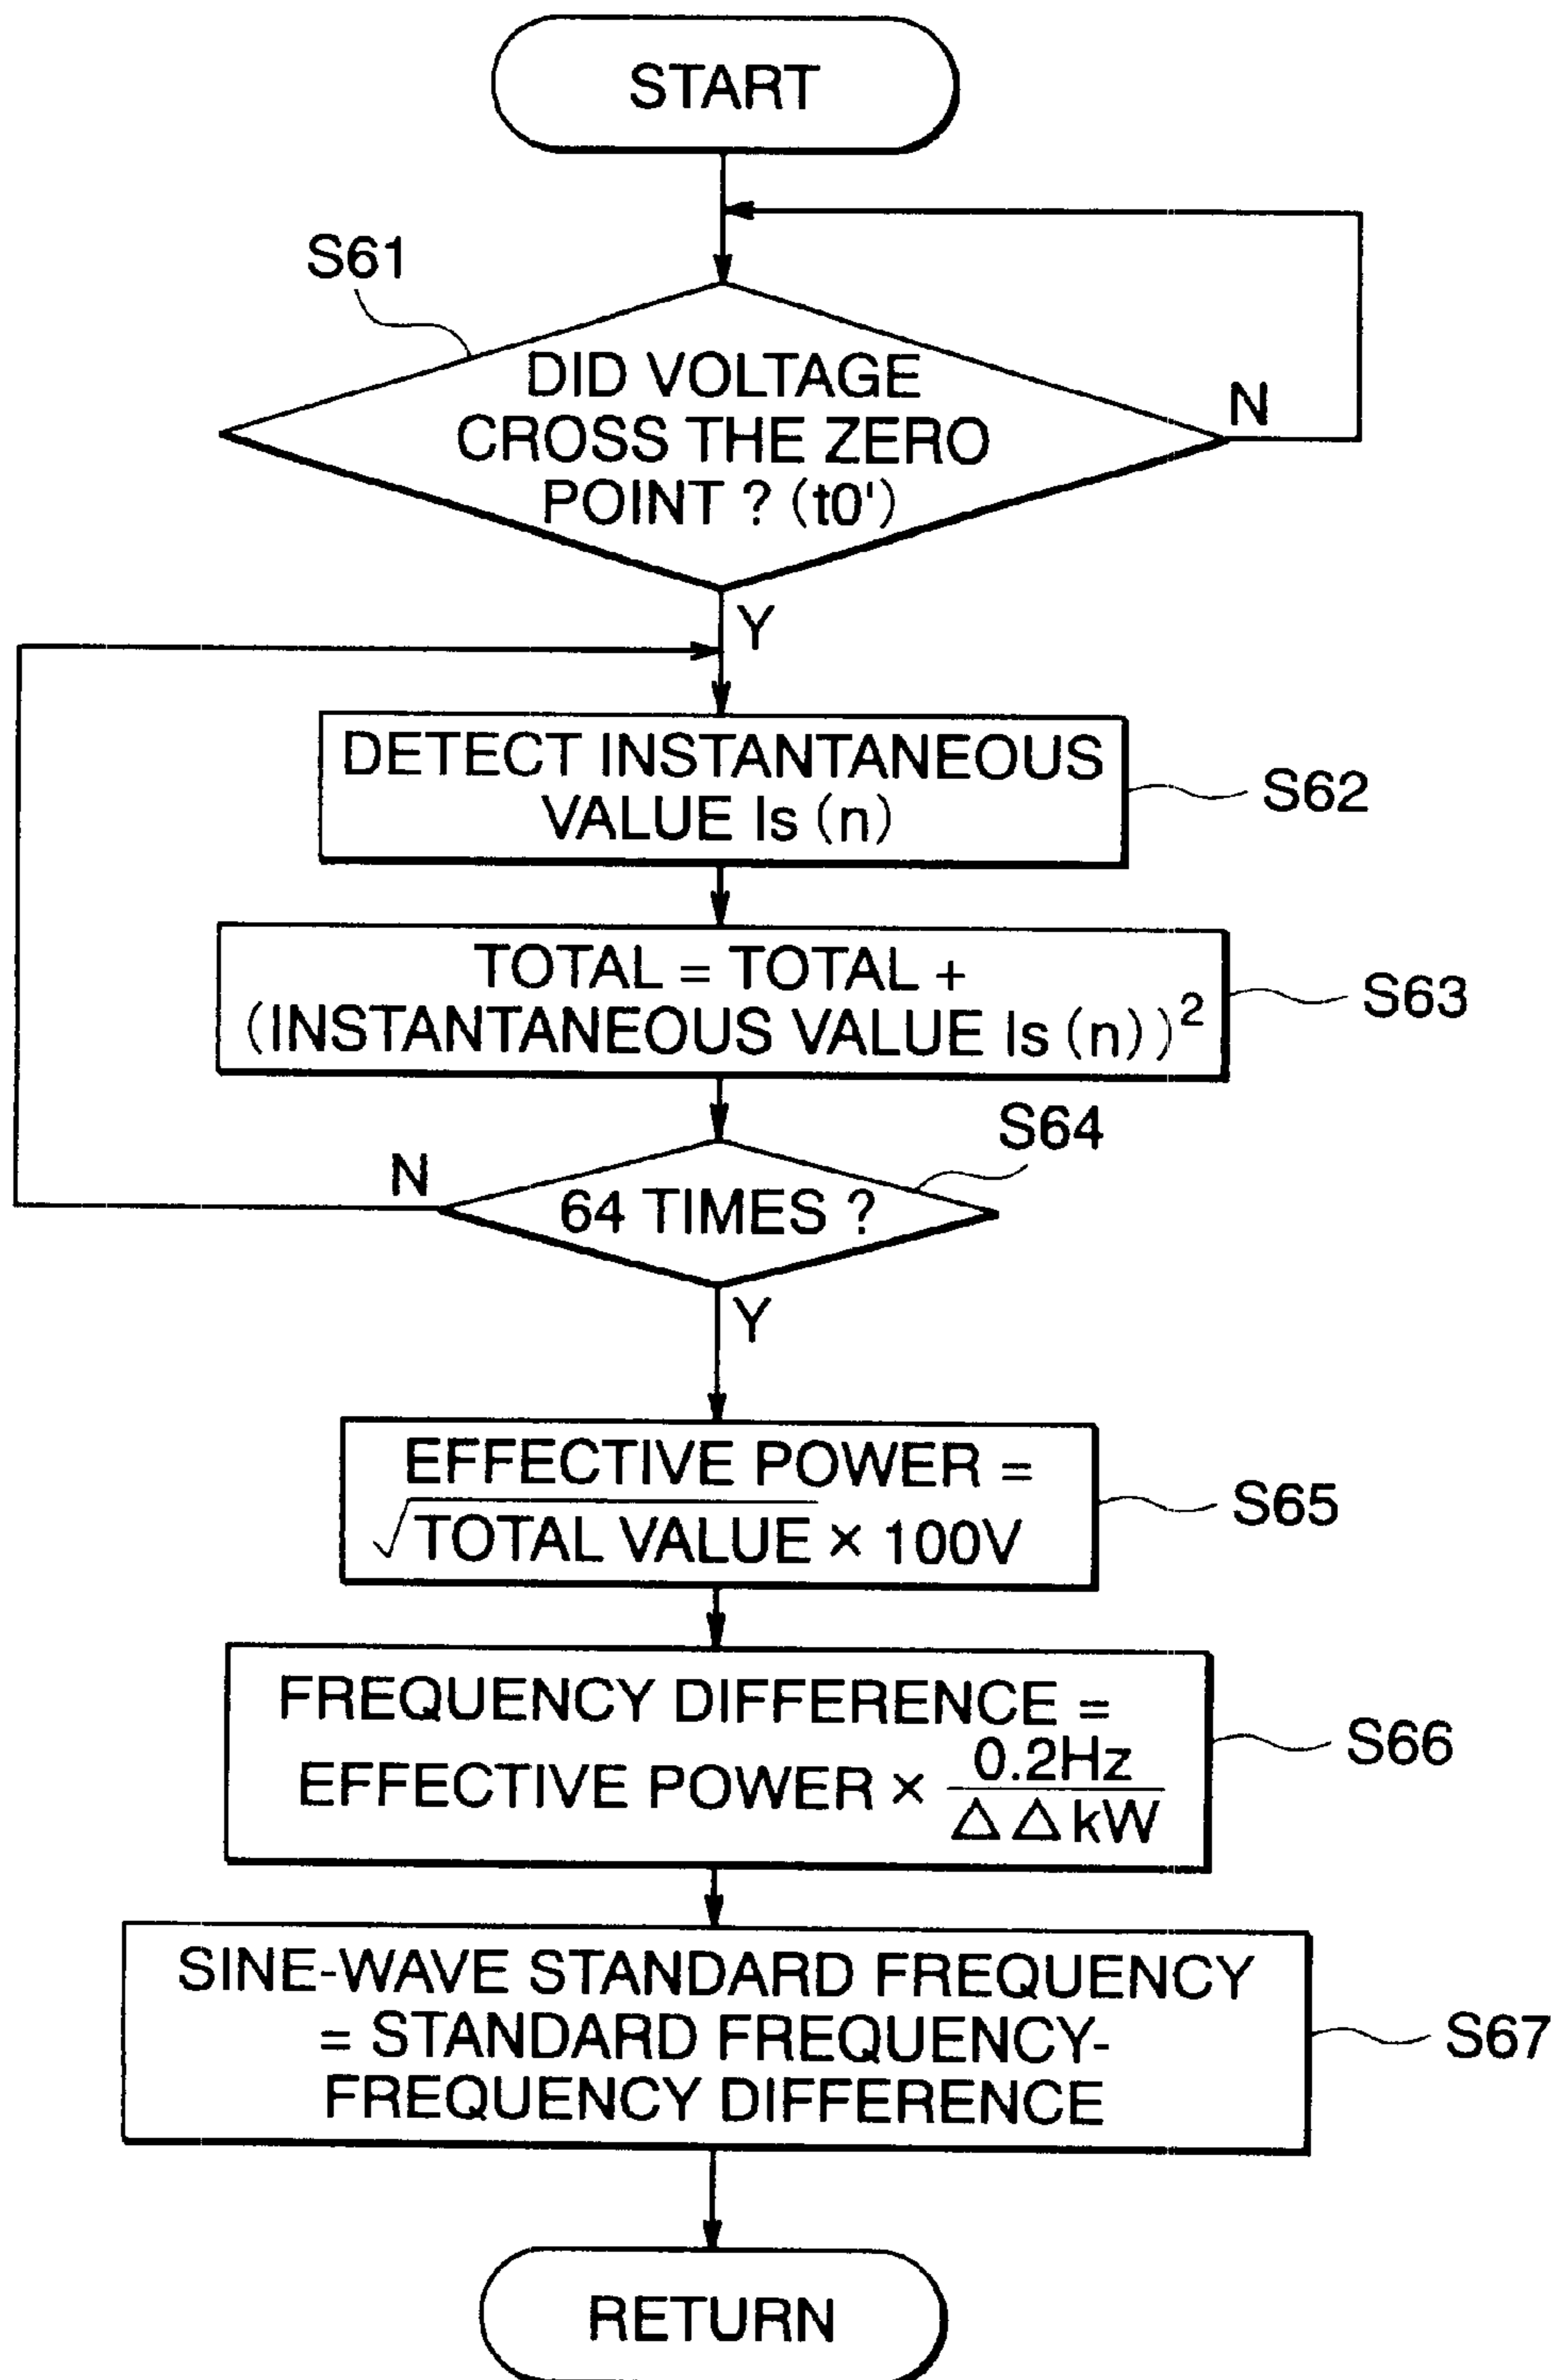 START
S61
DID VOLTAGE
CROSS THE ZERO
POINT ? (t0')
N
Y
DETECT INSTANTANEOUS
VALUE Is (n)
S62
TOTAL = TOTAL +
(INSTANTANEOUS VALUE Is (n))²
S63
S64
N
64 TIMES ?
Y
EFFECTIVE POWER =
√TOTAL VALUE × 100V
S65
FREQUENCY DIFFERENCE =
EFFECTIVE POWER × 0.2Hz
△△kW
S66
SINE-WAVE STANDARD FREQUENCY
= STANDARD FREQUENCY-
FREQUENCY DIFFERENCE
S67
RETURN